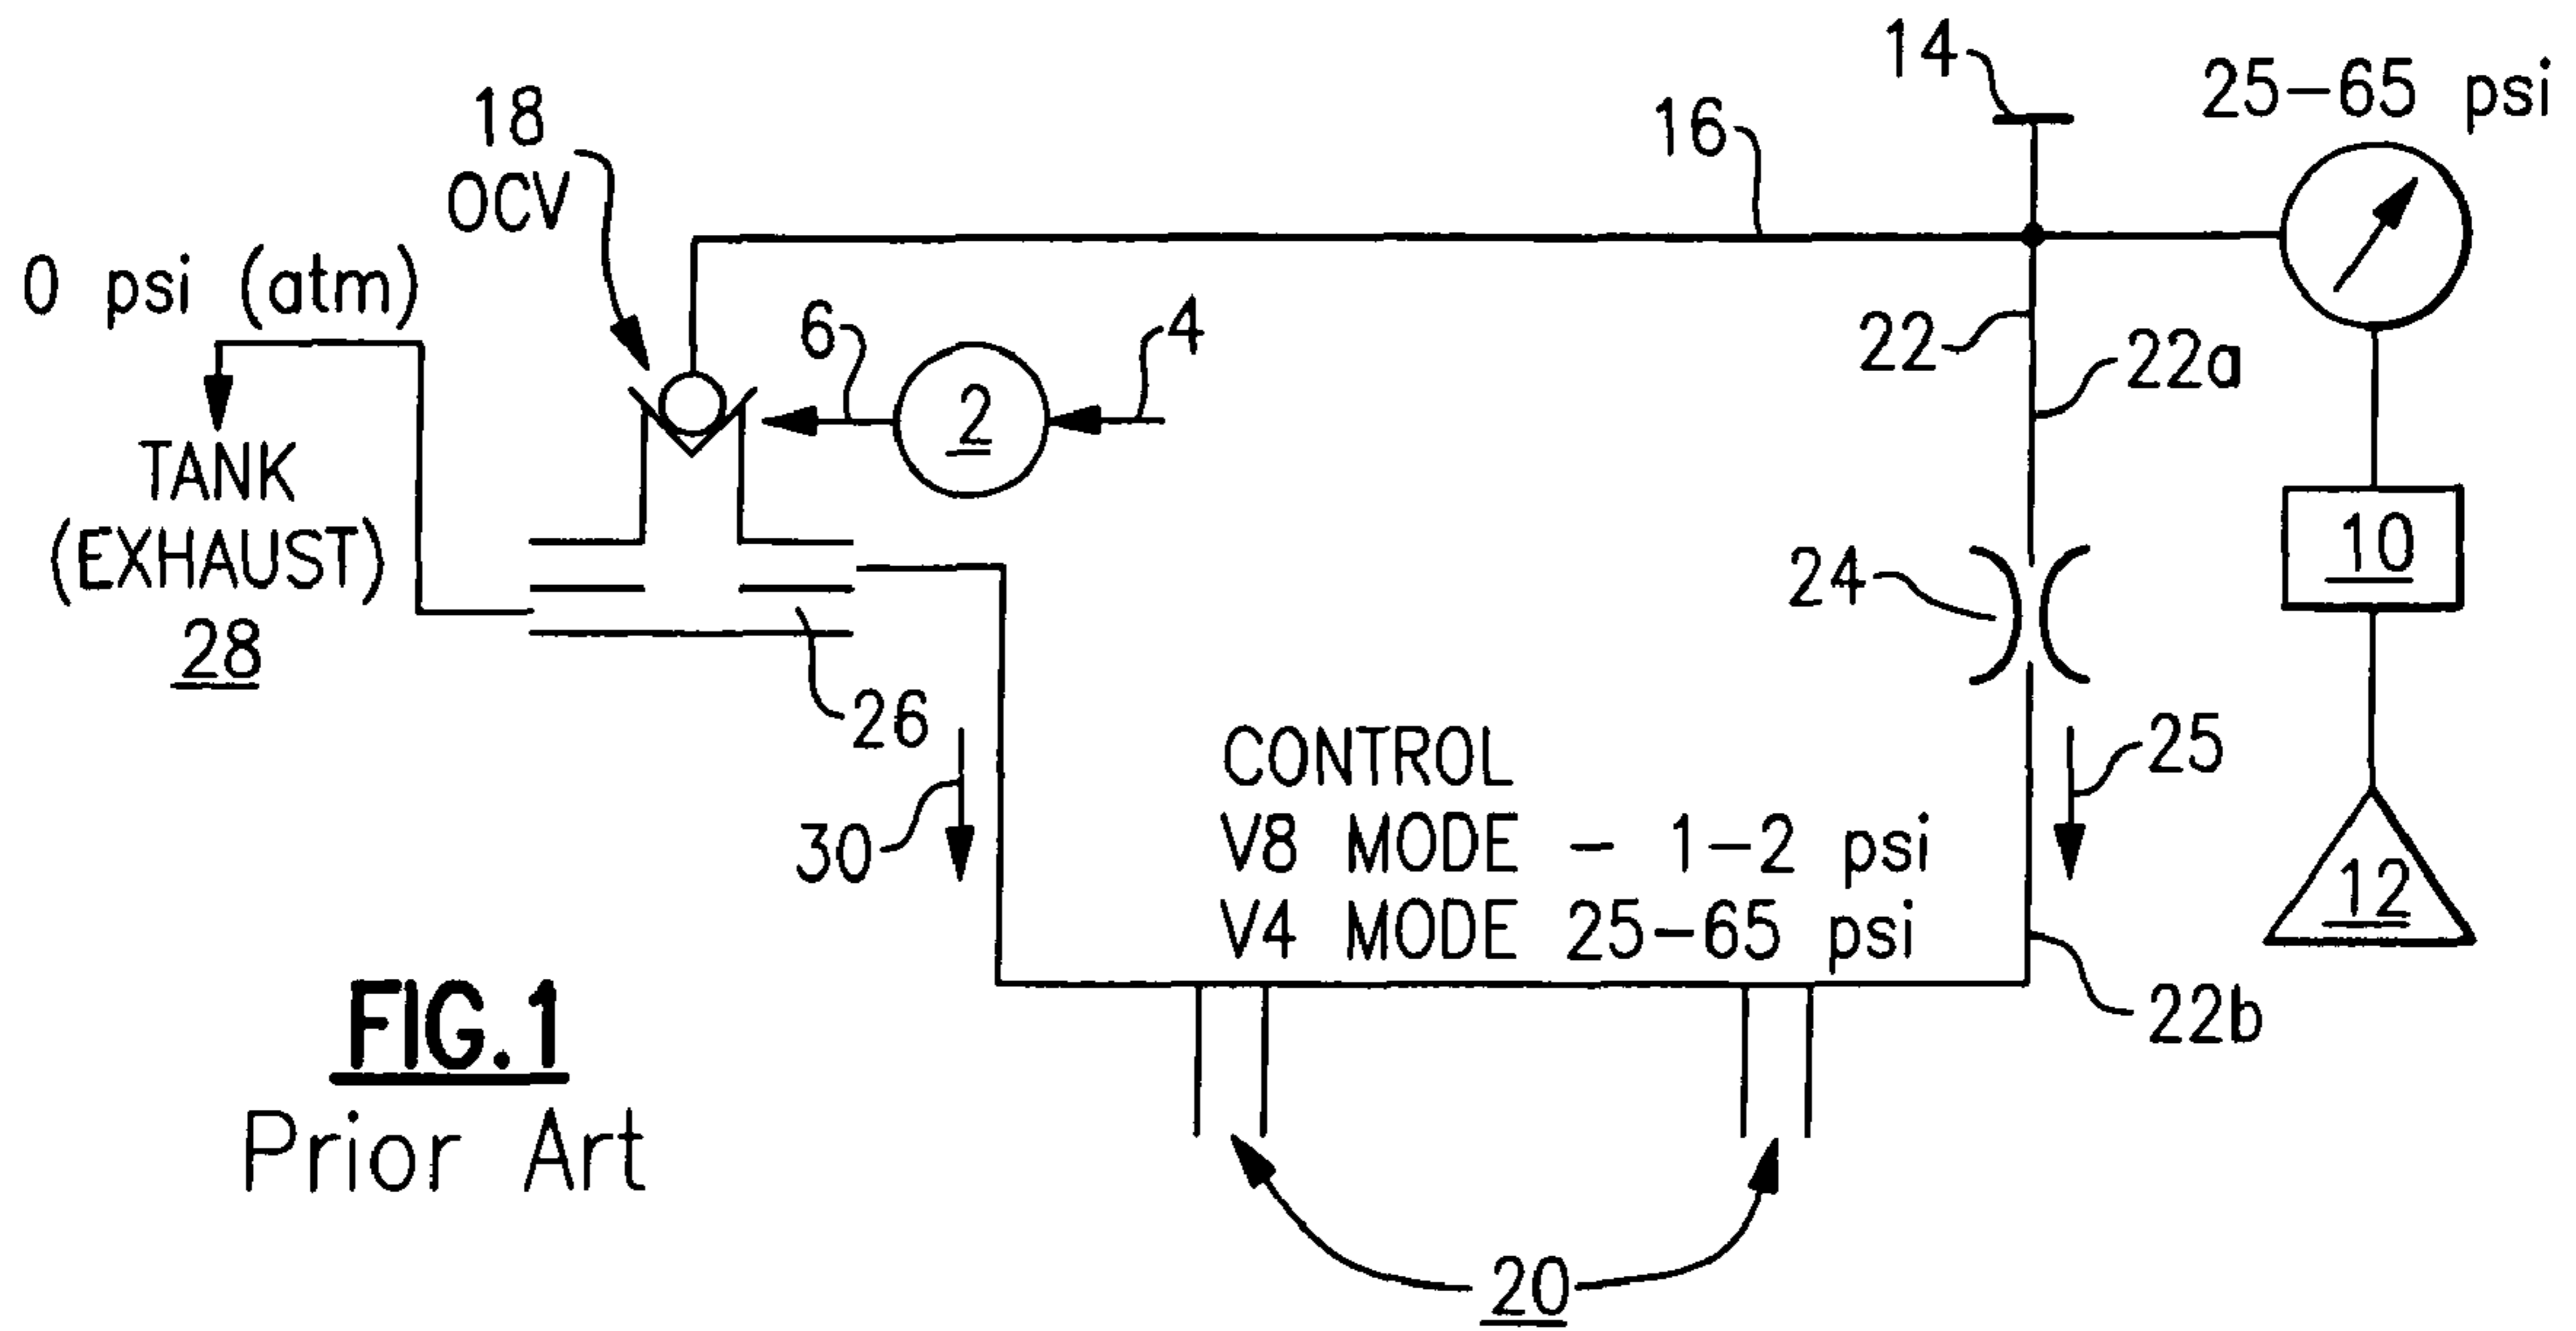 14
25-65 psi
18
OCV
16
0 psi (atm)
6
4
22
22a
2
TANK
(EXHAUST)
28
10
24
26
25
CONTROL
V8 MODE - 1-2 psi
V4 MODE 25-65 psi
30
12
22b
FIG.1
Prior Art
20